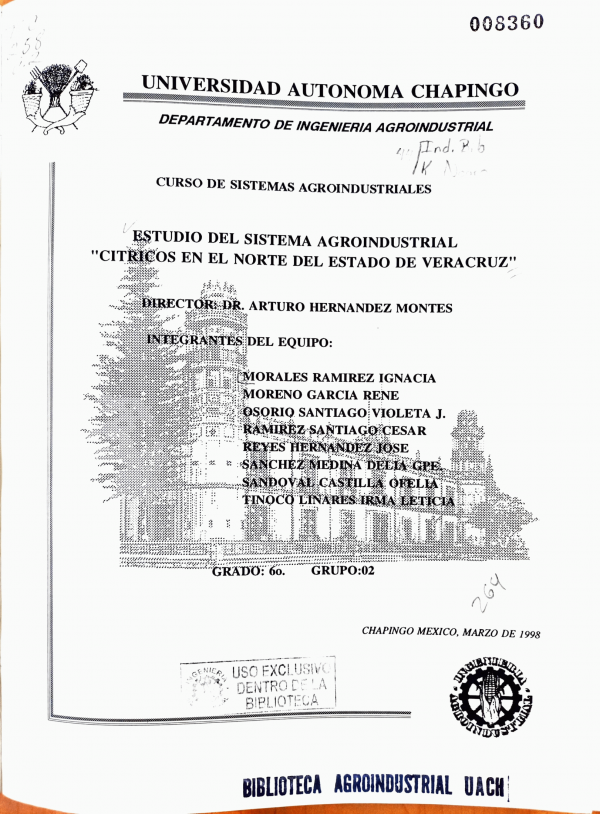 008360
UNIVERSIDAD AUTONOMA CHAPINGO
DEPARTAMENTO DE INGENIERIA AGROINDUSTRIAL
Ind.
CURSO DE SISTEMAS AGROINDUSTRIALES
ESTUDIO DEL SISTEMA AGROINDUSTRIAL
"CITRICOS EN EL NORTE DEL ESTADO DE VERACRUZ"
DIRECTOR: DR. ARTURO HERNANDEZ MONTES
INTEGRANTES DEL EQUIPO:
MORALES RAMIREZ IGNACIA
MORENO GARCIA RENE
OSORIO SANTIAGO VIOLETA J.
RAMIREZ SANTIAGO CESAR
REYES HERNANDEZ JOSE
SANCHEZ MEDINA DELIA GPE.
SANDOVAL CASTILLA OFELIA
TINOCO LINARES IRMA LETICIA
GRADO: 6o. GRUPO:02
264
CHAPINGO MEXICO, MARZO DE 1998
USO EXCLUSIVO
DENTRO DE LA
BIBLIOTECA
INGENIERIA
AGROINDUSTRIAL
BIBLIOTECA AGROINDUSTRIAL UACH